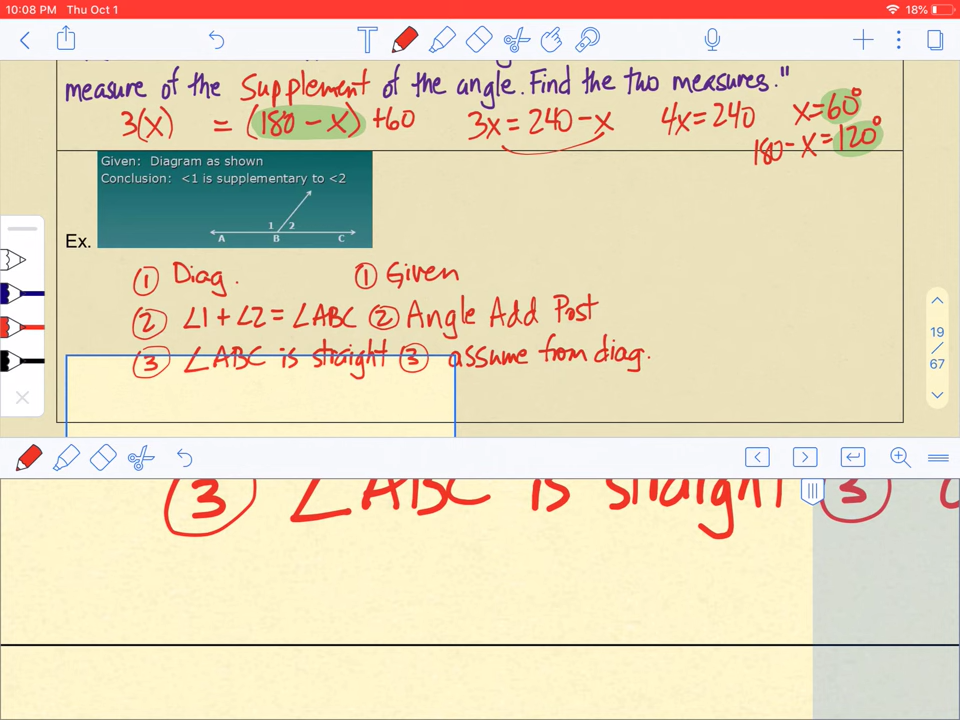 10:08 PM Thu Oct 1 18%
measure of the Supplement of the angle. Find the two measures."
3(x) = (180 - x) +60 3x = 240 - x 4x = 240 x = 60°
180 - x = 120°
Given: Diagram as shown
Conclusion: <1 is supplementary to <2
1 2
A B C
Ex.
① Diag. ① Given
② ∠1 + ∠2 = ∠ABC ② Angle Add Post
③ ∠ABC is straight ③ assume from diag.
19
/
67
③ ∠ABC is straight ③